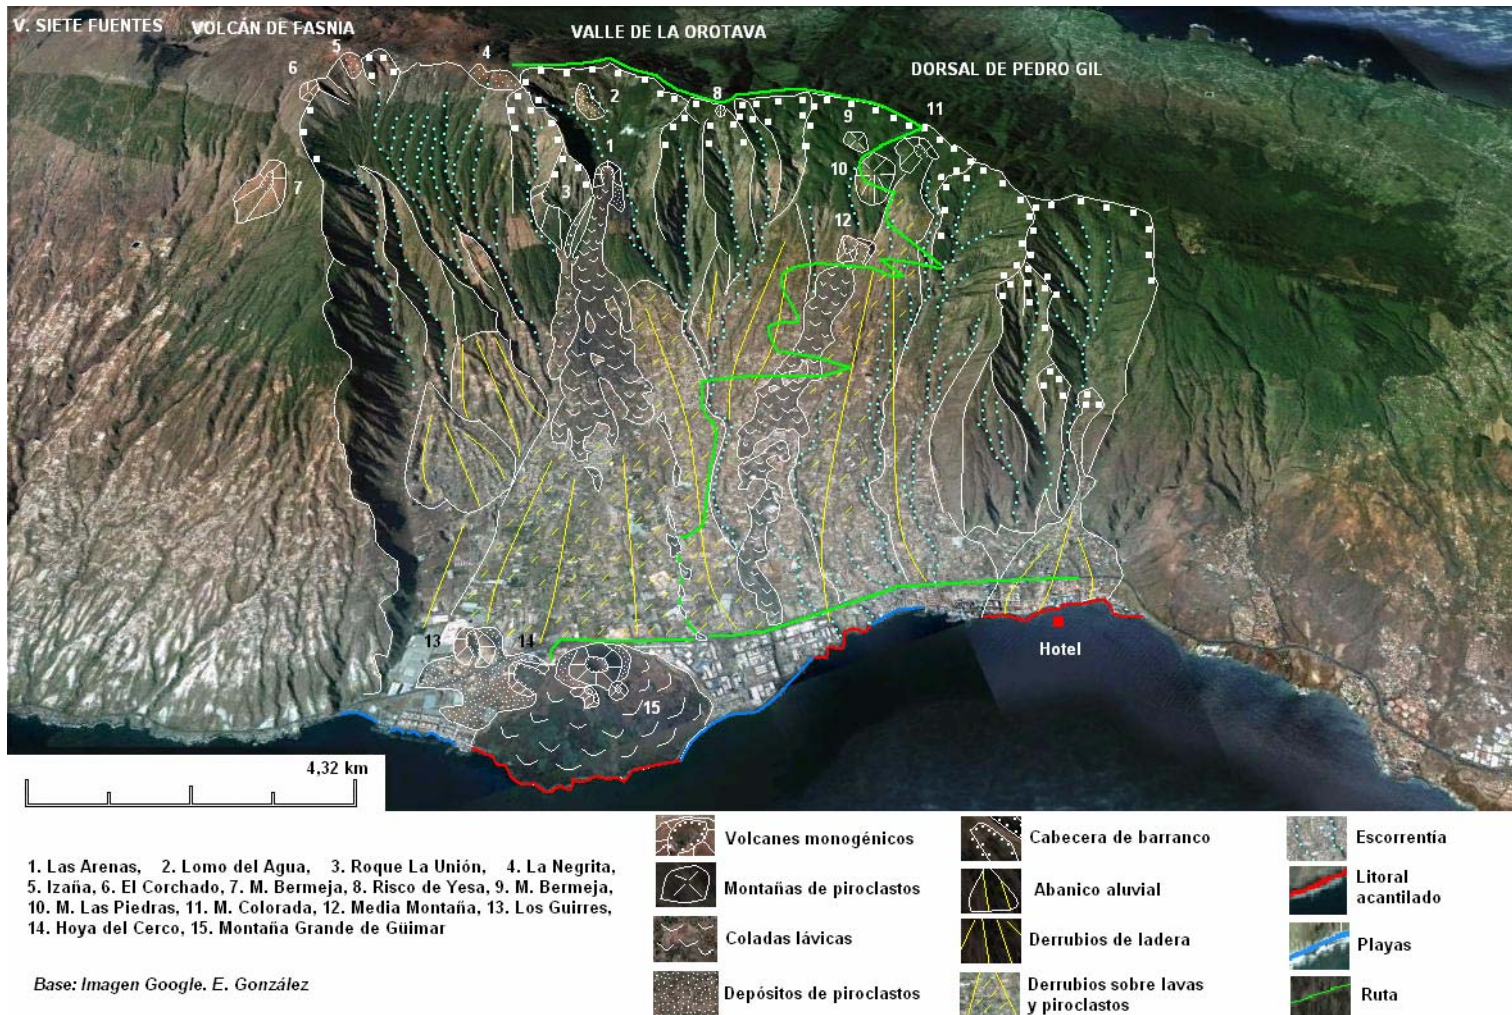 V. SIETE FUENTES
VOLCÁN DE FASNIA
VALLE DE LA OROTAVA
DORSAL DE PEDRO GIL
5
4
6
2
8
9
11
1
10
7
3
12
13
14
15
Hotel
4,32 km
1. Las Arenas, 2. Lomo del Agua, 3. Roque La Unión, 4. La Negrita,
5. Izaña, 6. El Corchado, 7. M. Bermeja, 8. Risco de Yesa, 9. M. Bermeja,
10. M. Las Piedras, 11. M. Colorada, 12. Media Montaña, 13. Los Guirres,
14. Hoya del Cerco, 15. Montaña Grande de Güimar
Base: Imagen Google. E. González
Volcanes monogénicos
Montañas de piroclastos
Coladas lávicas
Depósitos de piroclastos
Cabecera de barranco
Abanico aluvial
Derrubios de ladera
Derrubios sobre lavas
y piroclastos
Escorrentía
Litoral
acantilado
Playas
Ruta